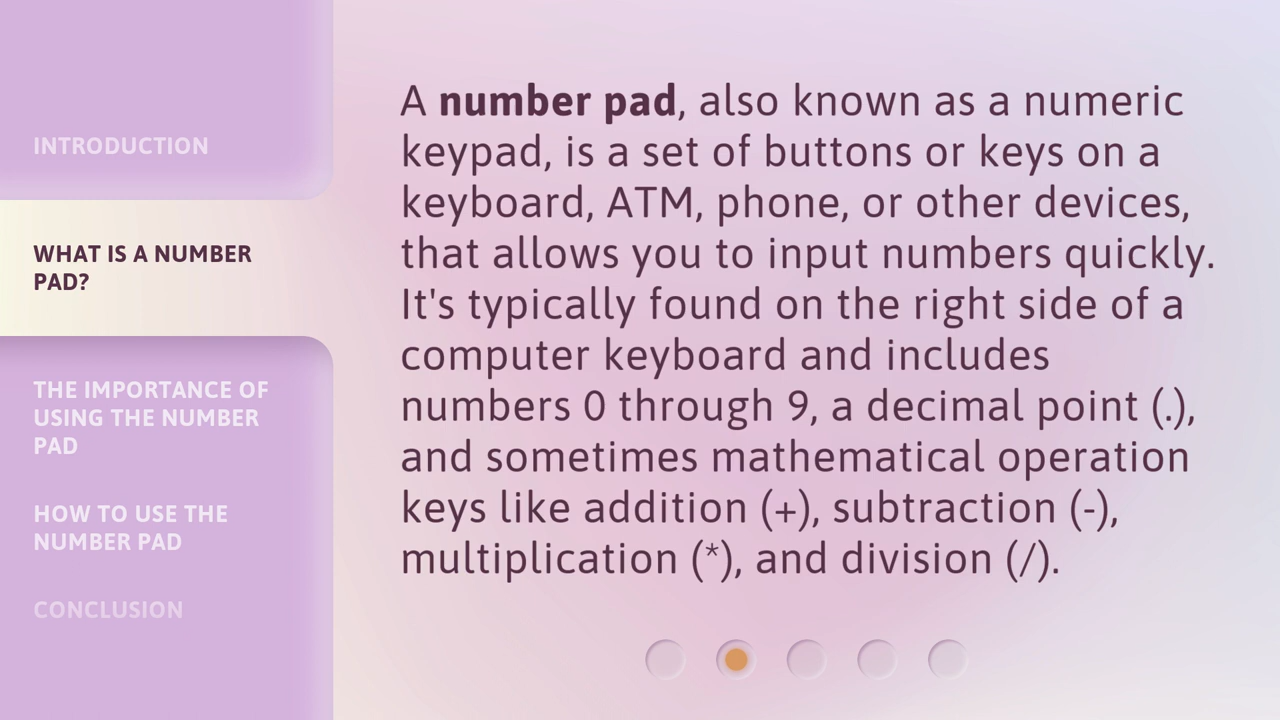 INTRODUCTION
WHAT IS A NUMBER
PAD?
THE IMPORTANCE OF
USING THE NUMBER
PAD
HOW TO USE THE
NUMBER PAD
CONCLUSION
A number pad, also known as a numeric
keypad, is a set of buttons or keys on a
keyboard, ATM, phone, or other devices,
that allows you to input numbers quickly.
It's typically found on the right side of a
computer keyboard and includes
numbers 0 through 9, a decimal point (.),
and sometimes mathematical operation
keys like addition (+), subtraction (-),
multiplication (*), and division (/).